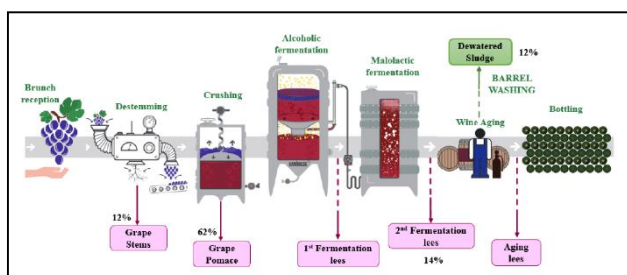 Alcoholic
fermentation
Dewatered
Sludge
12%
Brunch
reception
Destemming
Crushing
Malolactic
fermentation
BARREL
WASHING
Wine Aging
Bottling
12%
Grape
Stems
62%
Grape
Pomace
1st Fermentation
lees
2nd Fermentation
lees
14%
Aging
lees